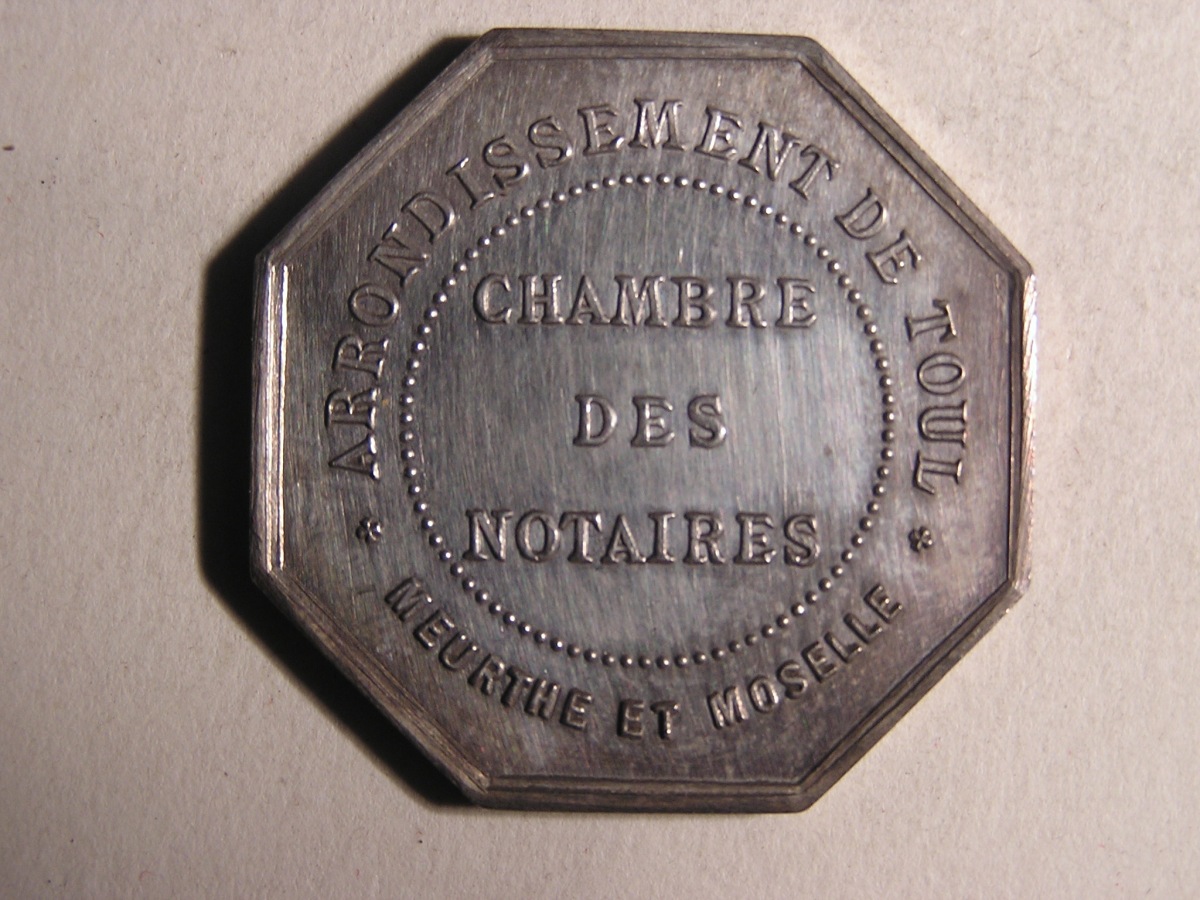 ARRONDISSEMENT DE TOUL
CHAMBRE
DES
NOTAIRES
* MEURTHE ET MOSELLE *